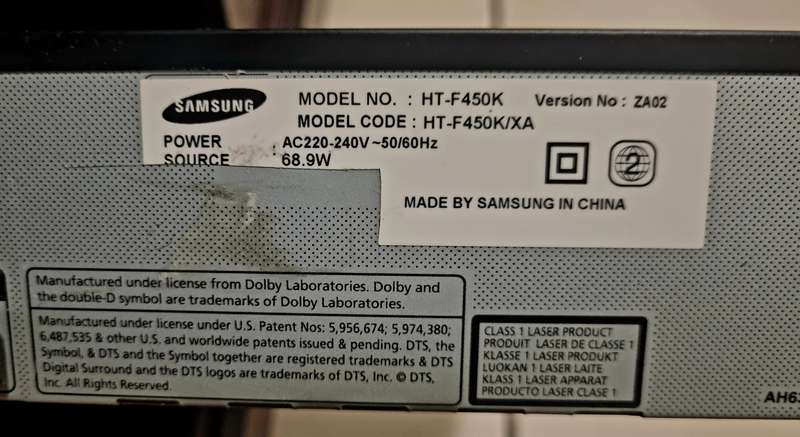 SAMSUNG
MODEL NO. : HT-F450K Version No : ZA02
MODEL CODE : HT-F450K/XA
POWER SOURCE : AC220-240V ~50/60Hz
68.9W
2
MADE BY SAMSUNG IN CHINA
Manufactured under license from Dolby Laboratories. Dolby and
the double-D symbol are trademarks of Dolby Laboratories.
Manufactured under license under U.S. Patent Nos: 5,956,674; 5,974,380;
6,487,535 & other U.S. and worldwide patents issued & pending. DTS, the
Symbol, & DTS and the Symbol together are registered trademarks & DTS
Digital Surround and the DTS logos are trademarks of DTS, Inc. © DTS,
Inc. All Rights Reserved.
CLASS 1 LASER PRODUCT
PRODUIT LASER DE CLASSE 1
KLASSE 1 LASER PRODUKT
LUOKAN 1 LASER LAITE
KLASS 1 LASER APPARAT
PRODUCTO LASER CLASE 1